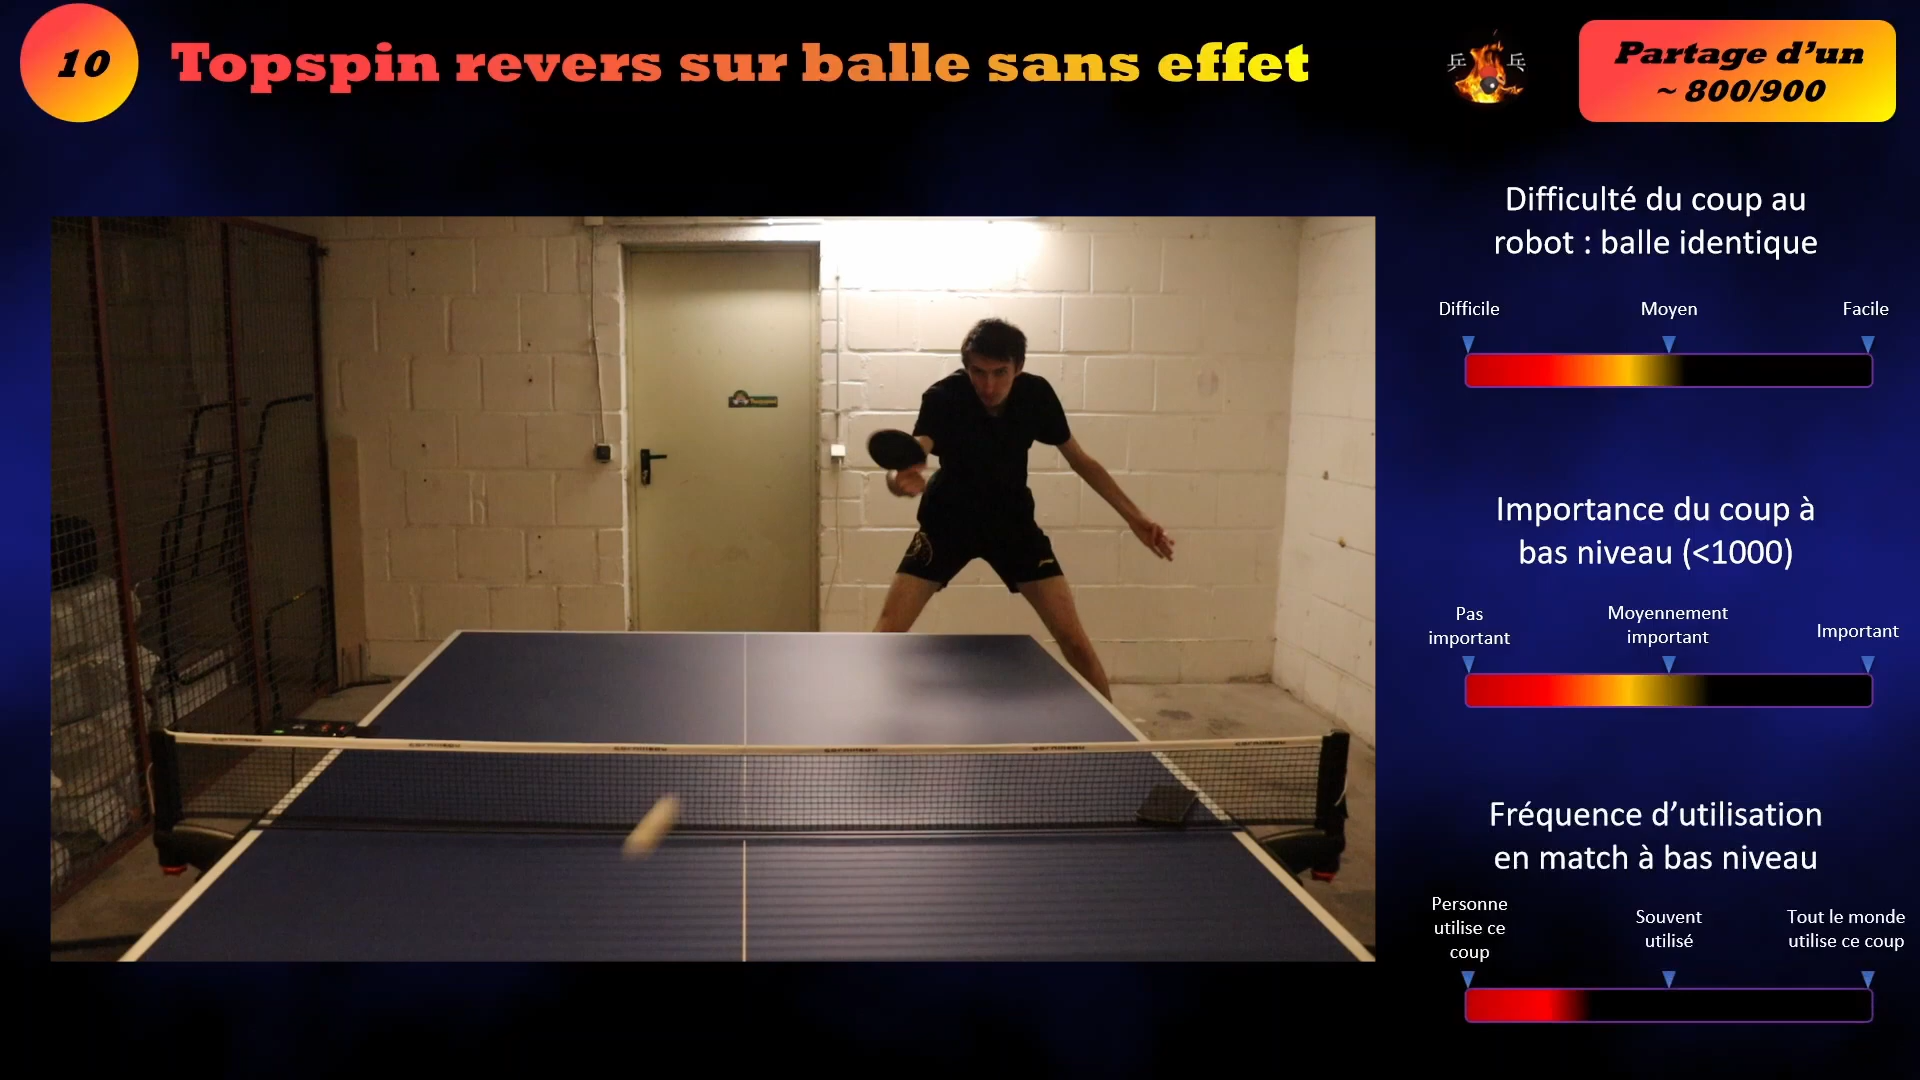 10
Topspin revers sur balle sans effet
乒 乓
Partage d'un
~ 800/900
Difficulté du coup au
robot : balle identique
Difficile
Moyen
Facile
Importance du coup à
bas niveau (<1000)
Pas
important
Moyennement
important
Important
Fréquence d'utilisation
en match à bas niveau
Personne
utilise ce
coup
Souvent
utilisé
Tout le monde
utilise ce coup